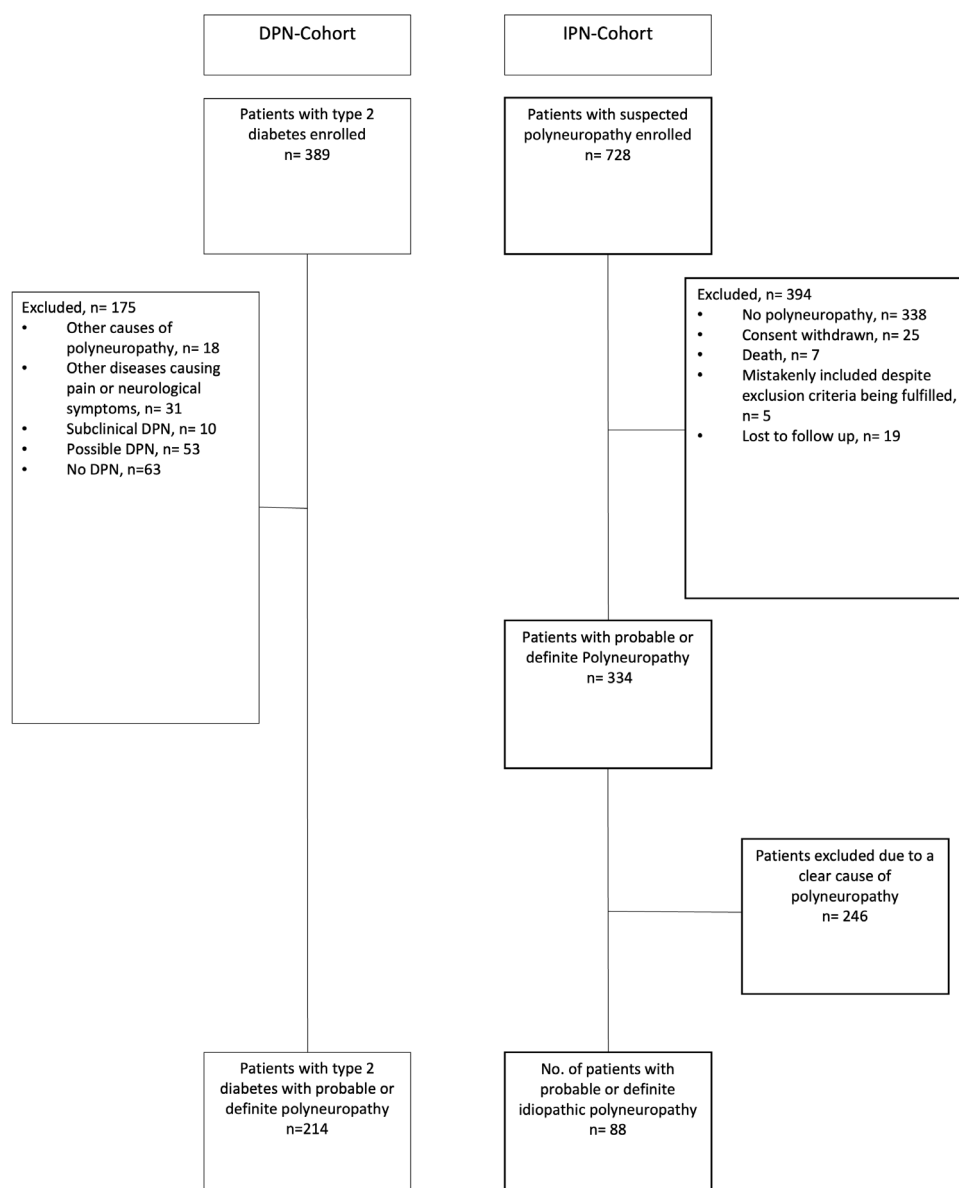 DPN-Cohort
IPN-Cohort
Patients with type 2
diabetes enrolled
n= 389
Patients with suspected
polyneuropathy enrolled
n= 728
Excluded, n= 175
• Other causes of
polyneuropathy, n= 18
• Other diseases causing
pain or neurological
symptoms, n= 31
• Subclinical DPN, n= 10
• Possible DPN, n= 53
• No DPN, n=63
Excluded, n= 394
• No polyneuropathy, n= 338
• Consent withdrawn, n= 25
• Death, n= 7
• Mistakenly included despite
exclusion criteria being fulfilled,
n= 5
• Lost to follow up, n= 19
Patients with probable or
definite Polyneuropathy
n= 334
Patients excluded due to a
clear cause of
polyneuropathy
n= 246
Patients with type 2
diabetes with probable or
definite polyneuropathy
n=214
No. of patients with
probable or definite
idiopathic polyneuropathy
n= 88